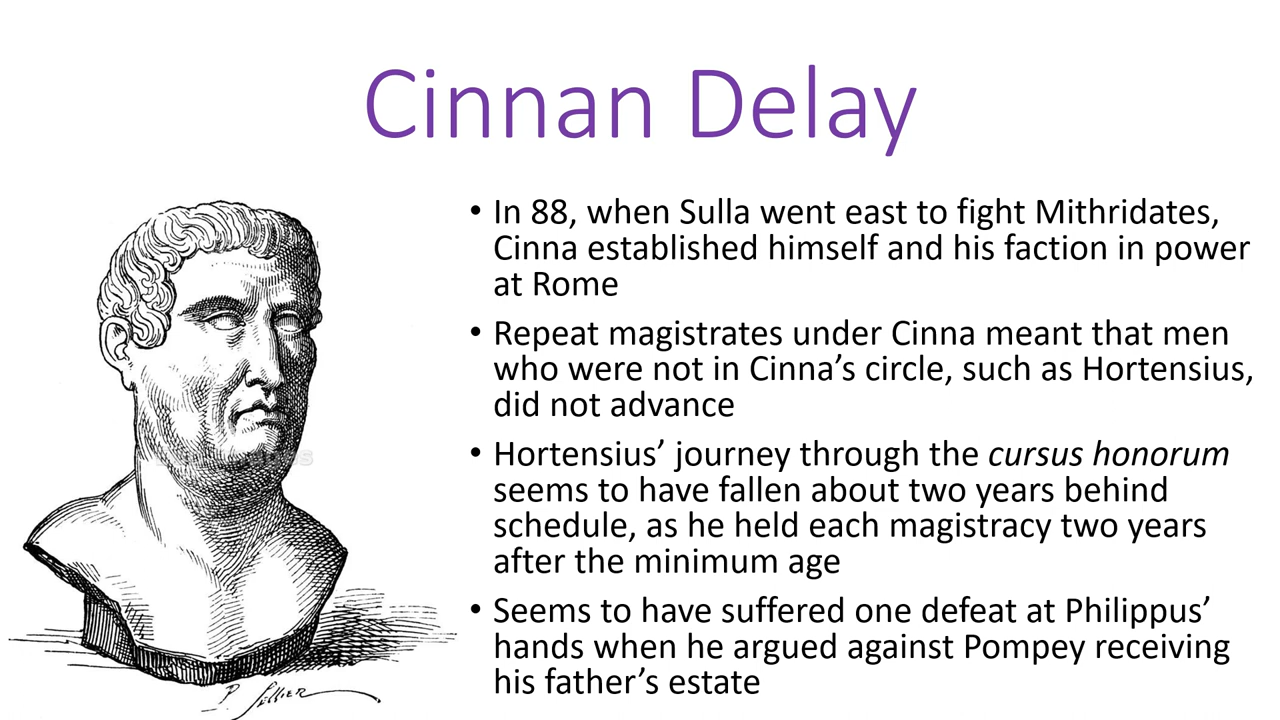 Cinnan Delay
• In 88, when Sulla went east to fight Mithridates,
Cinna established himself and his faction in power
at Rome
• Repeat magistrates under Cinna meant that men
who were not in Cinna’s circle, such as Hortensius,
did not advance
• Hortensius’ journey through the cursus honorum
seems to have fallen about two years behind
schedule, as he held each magistracy two years
after the minimum age
• Seems to have suffered one defeat at Philippus’
hands when he argued against Pompey receiving
his father’s estate
P. SELLIER